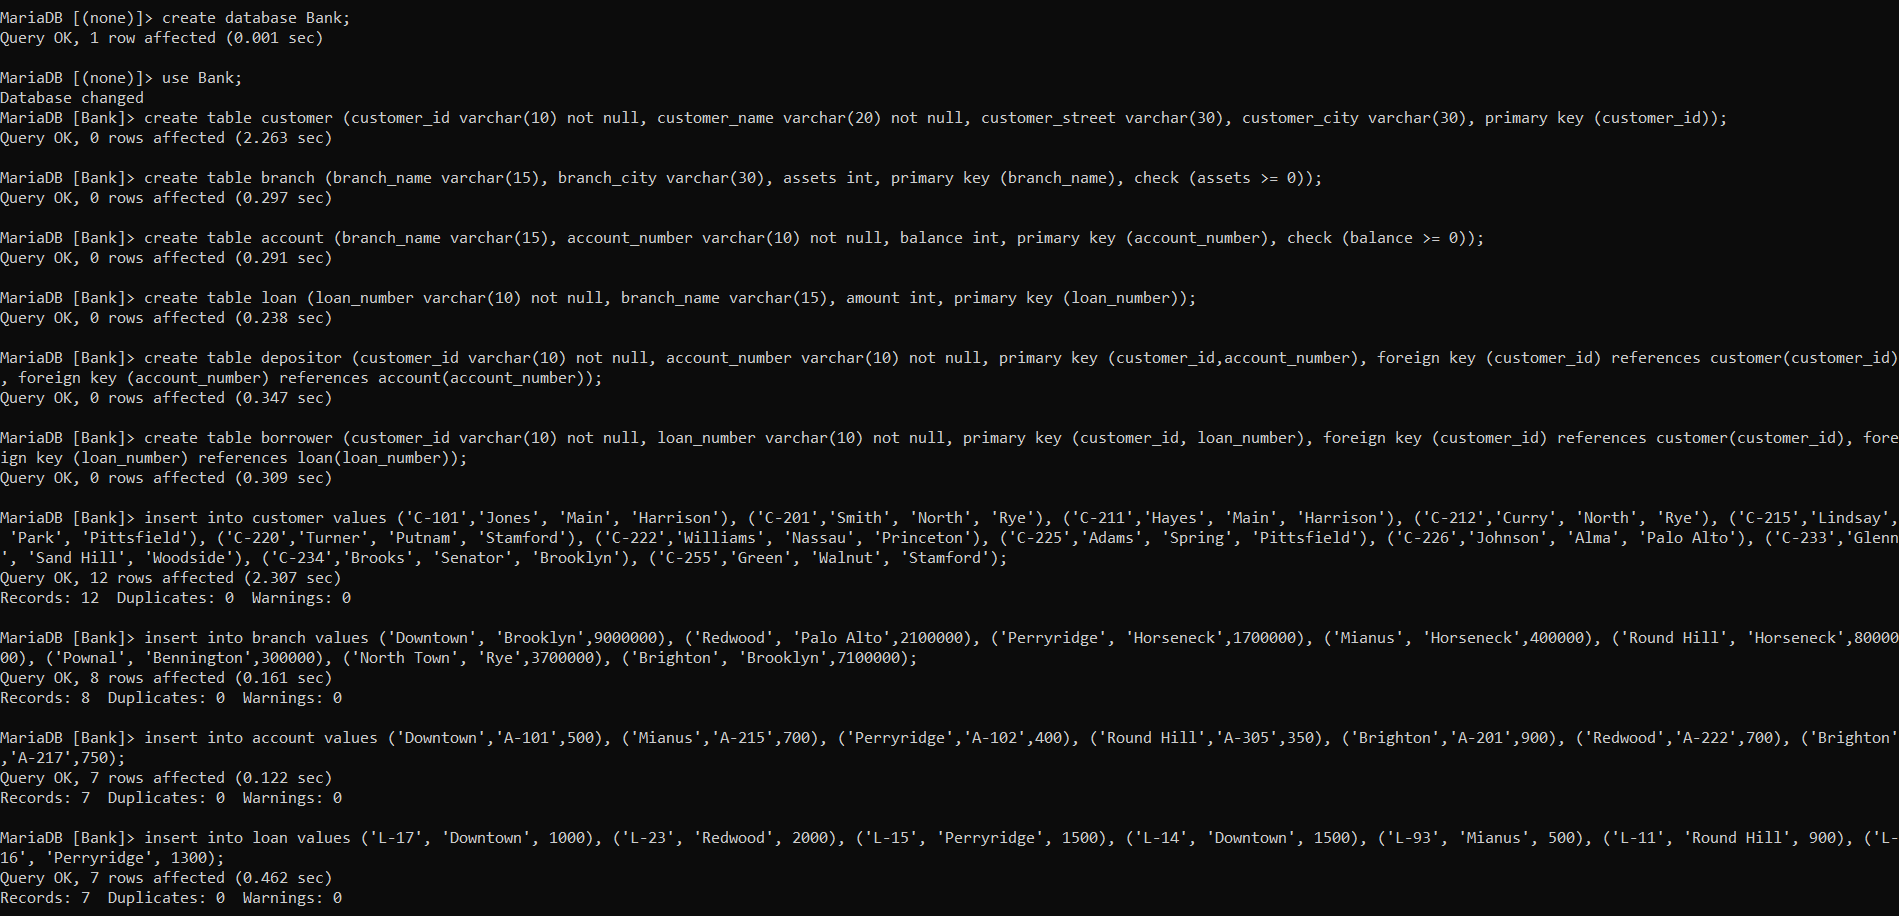 MariaDB [(none)]> create database Bank;
Query OK, 1 row affected (0.001 sec)
MariaDB [(none)]> use Bank;
Database changed
MariaDB [Bank]> create table customer (customer_id varchar(10) not null, customer_name varchar(20) not null, customer_street varchar(30), customer_city varchar(30), primary key (customer_id));
Query OK, 0 rows affected (2.263 sec)
MariaDB [Bank]> create table branch (branch_name varchar(15), branch_city varchar(30), assets int, primary key (branch_name), check (assets >= 0));
Query OK, 0 rows affected (0.297 sec)
MariaDB [Bank]> create table account (branch_name varchar(15), account_number varchar(10) not null, balance int, primary key (account_number), check (balance >= 0));
Query OK, 0 rows affected (0.291 sec)
MariaDB [Bank]> create table loan (loan_number varchar(10) not null, branch_name varchar(15), amount int, primary key (loan_number));
Query OK, 0 rows affected (0.238 sec)
MariaDB [Bank]> create table depositor (customer_id varchar(10) not null, account_number varchar(10) not null, primary key (customer_id,account_number), foreign key (customer_id) references customer(customer_id)
, foreign key (account_number) references account(account_number));
Query OK, 0 rows affected (0.347 sec)
MariaDB [Bank]> create table borrower (customer_id varchar(10) not null, loan_number varchar(10) not null, primary key (customer_id, loan_number), foreign key (customer_id) references customer(customer_id), fore
ign key (loan_number) references loan(loan_number));
Query OK, 0 rows affected (0.309 sec)
MariaDB [Bank]> insert into customer values ('C-101','Jones', 'Main', 'Harrison'), ('C-201','Smith', 'North', 'Rye'), ('C-211','Hayes', 'Main', 'Harrison'), ('C-212','Curry', 'North', 'Rye'), ('C-215','Lindsay',
 'Park', 'Pittsfield'), ('C-220','Turner', 'Putnam', 'Stamford'), ('C-222','Williams', 'Nassau', 'Princeton'), ('C-225','Adams', 'Spring', 'Pittsfield'), ('C-226','Johnson', 'Alma', 'Palo Alto'), ('C-233','Glenn
', 'Sand Hill', 'Woodside'), ('C-234','Brooks', 'Senator', 'Brooklyn'), ('C-255','Green', 'Walnut', 'Stamford');
Query OK, 12 rows affected (2.307 sec)
Records: 12  Duplicates: 0  Warnings: 0
MariaDB [Bank]> insert into branch values ('Downtown', 'Brooklyn',9000000), ('Redwood', 'Palo Alto',2100000), ('Perryridge', 'Horseneck',1700000), ('Mianus', 'Horseneck',400000), ('Round Hill', 'Horseneck',80000
00), ('Pownal', 'Bennington',300000), ('North Town', 'Rye',3700000), ('Brighton', 'Brooklyn',7100000);
Query OK, 8 rows affected (0.161 sec)
Records: 8  Duplicates: 0  Warnings: 0
MariaDB [Bank]> insert into account values ('Downtown','A-101',500), ('Mianus','A-215',700), ('Perryridge','A-102',400), ('Round Hill','A-305',350), ('Brighton','A-201',900), ('Redwood','A-222',700), ('Brighton'
,'A-217',750);
Query OK, 7 rows affected (0.122 sec)
Records: 7  Duplicates: 0  Warnings: 0
MariaDB [Bank]> insert into loan values ('L-17', 'Downtown', 1000), ('L-23', 'Redwood', 2000), ('L-15', 'Perryridge', 1500), ('L-14', 'Downtown', 1500), ('L-93', 'Mianus', 500), ('L-11', 'Round Hill', 900), ('L-
16', 'Perryridge', 1300);
Query OK, 7 rows affected (0.462 sec)
Records: 7  Duplicates: 0  Warnings: 0